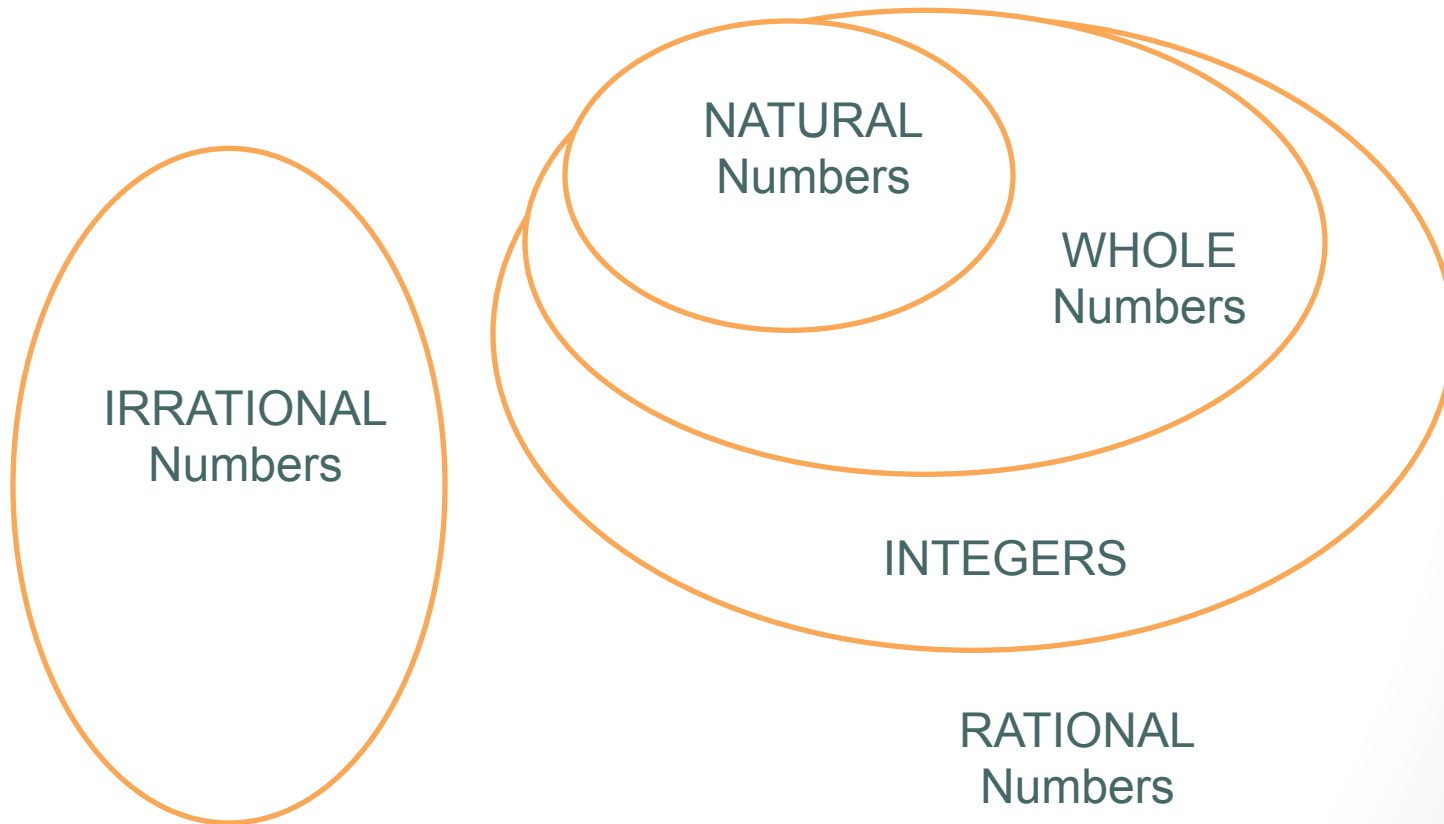 NATURAL
Numbers
WHOLE
Numbers
IRRATIONAL
Numbers
INTEGERS
RATIONAL
Numbers